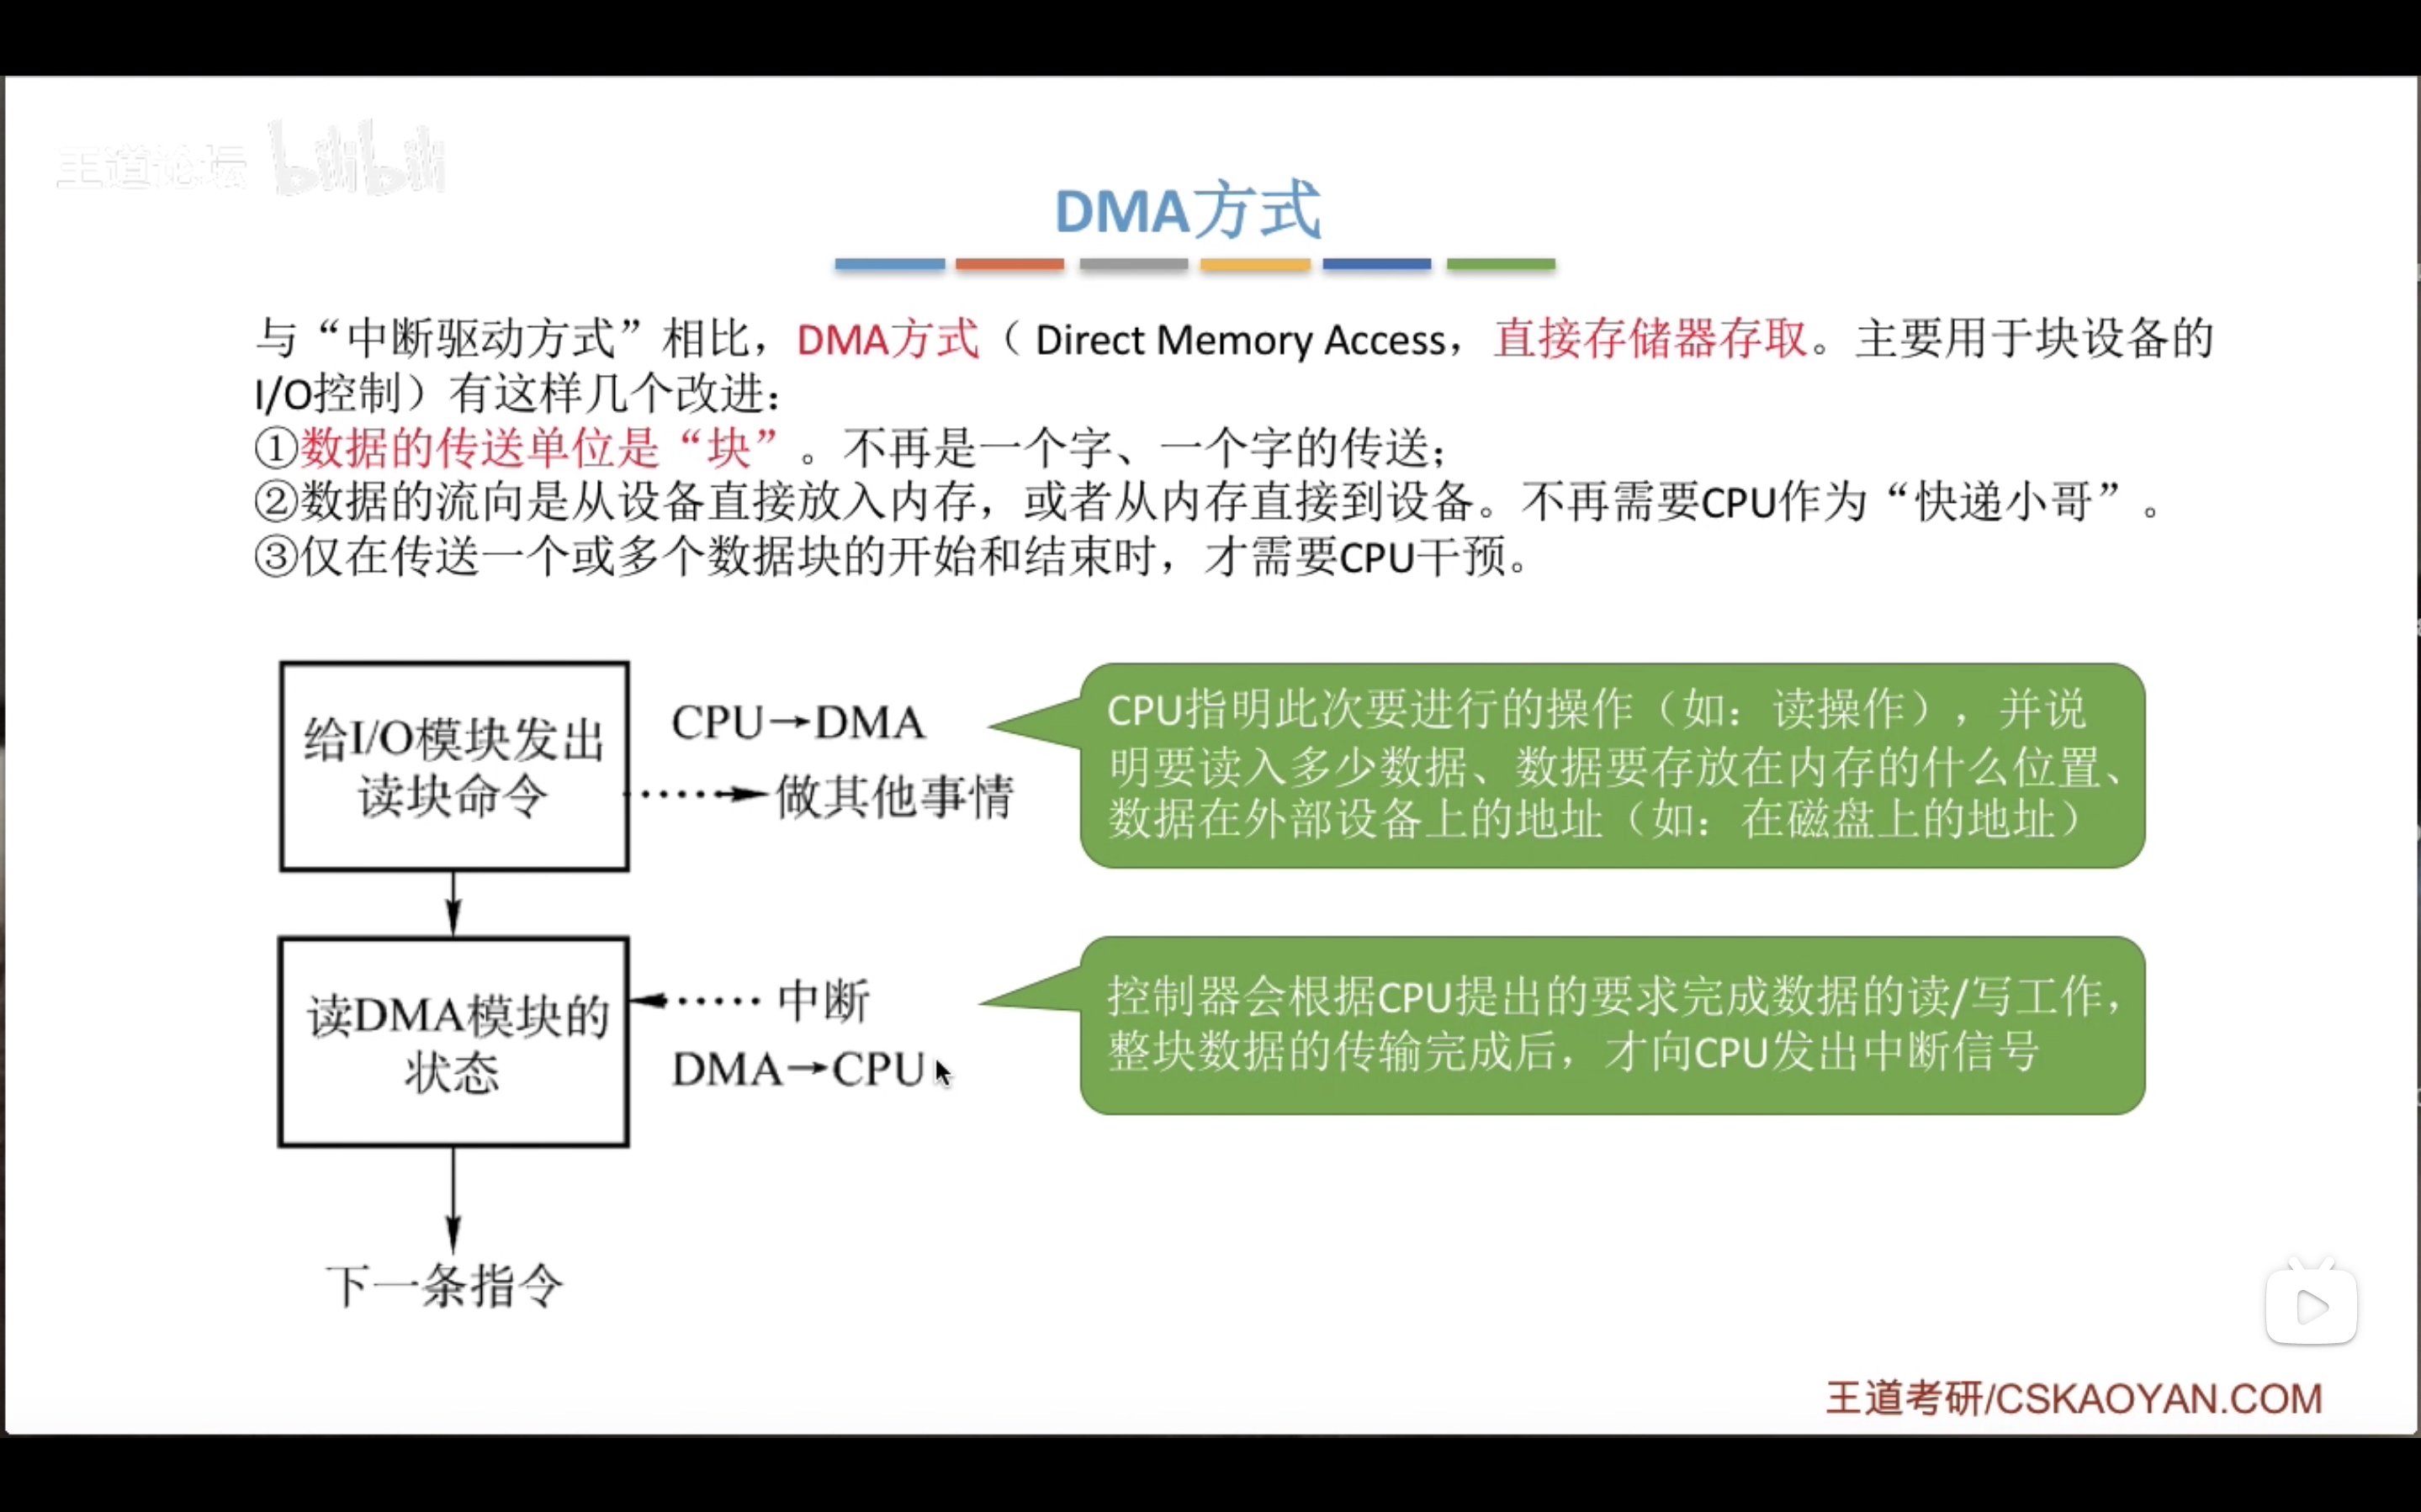 王道论坛 bilibili
DMA方式
与“中断驱动方式”相比，DMA方式（ Direct Memory Access，直接存储器存取。主要用于块设备的
I/O控制）有这样几个改进：
①数据的传送单位是“块”。不再是一个字、一个字的传送；
②数据的流向是从设备直接放入内存，或者从内存直接到设备。不再需要CPU作为“快递小哥”。
③仅在传送一个或多个数据块的开始和结束时，才需要CPU干预。
给I/O模块发出
读块命令
CPU→DMA
做其他事情
CPU指明此次要进行的操作（如：读操作），并说
明要读入多少数据、数据要存放在内存的什么位置、
数据在外部设备上的地址（如：在磁盘上的地址）
读DMA模块的
状态
中断
DMA→CPU
控制器会根据CPU提出的要求完成数据的读/写工作，
整块数据的传输完成后，才向CPU发出中断信号
下一条指令
王道考研/CSKAOYAN.COM